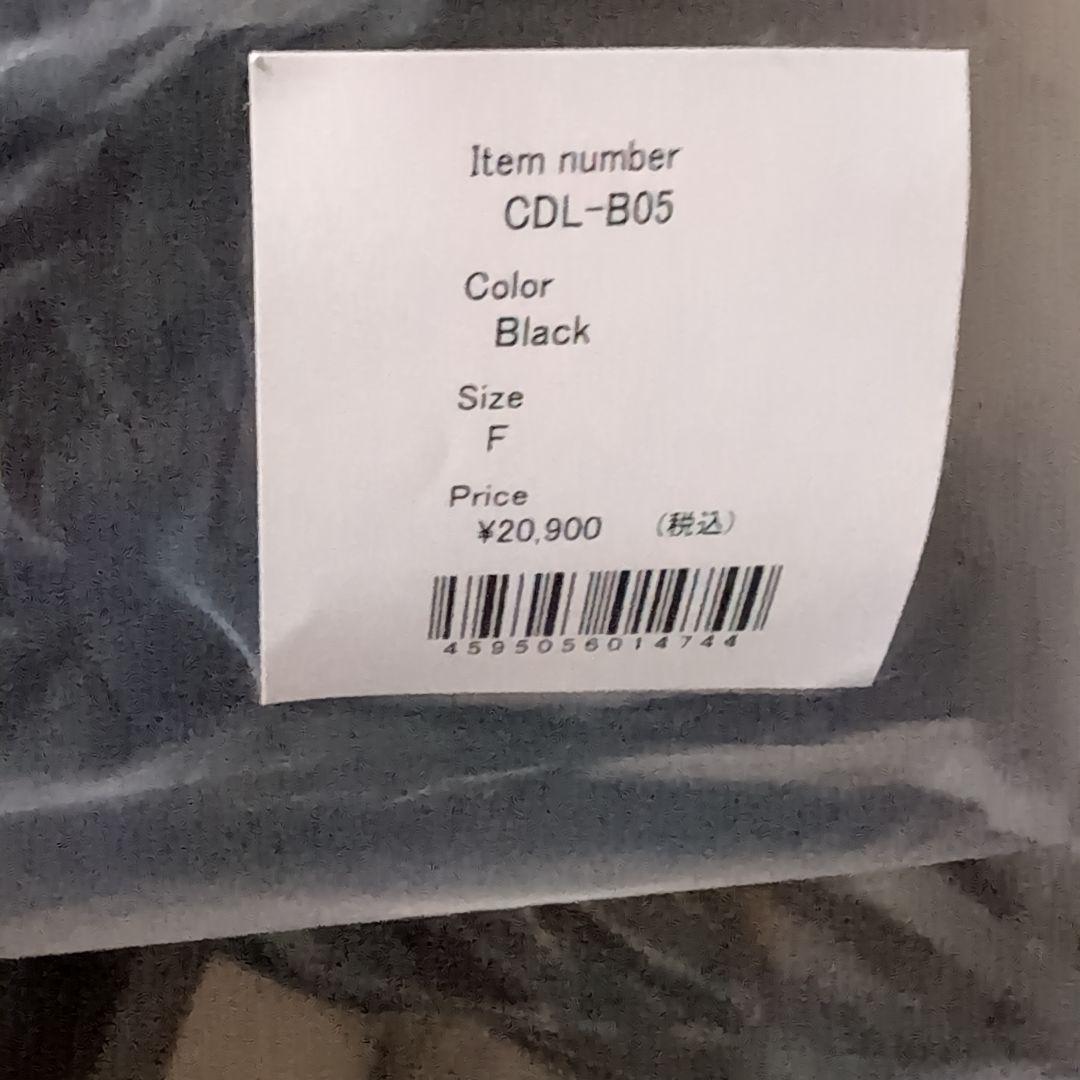 Item number
CDL-B05
Color
Black
Size
F
Price
¥20,900 (税込)
4595056014744